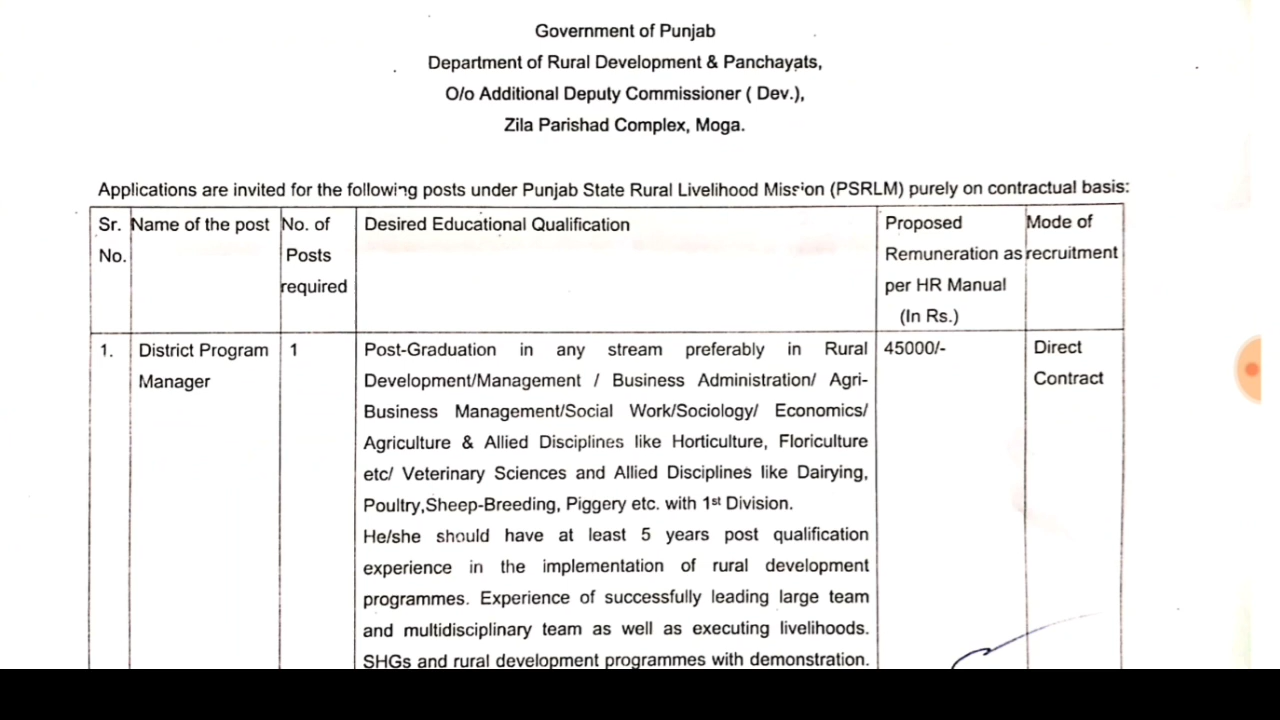 Government of Punjab
Department of Rural Development & Panchayats,
O/o Additional Deputy Commissioner ( Dev.),
Zila Parishad Complex, Moga.
Applications are invited for the following posts under Punjab State Rural Livelihood Mission (PSRLM) purely on contractual basis:
Sr. No.
Name of the post
No. of Posts required
Desired Educational Qualification
Proposed Remuneration as per HR Manual (In Rs.)
Mode of recruitment
1.
District Program Manager
1
Post-Graduation in any stream preferably in Rural
Development/Management / Business Administration/ Agri-
Business Management/Social Work/Sociology/ Economics/
Agriculture & Allied Disciplines like Horticulture, Floriculture
etc/ Veterinary Sciences and Allied Disciplines like Dairying,
Poultry,Sheep-Breeding, Piggery etc. with 1st Division.
He/she should have at least 5 years post qualification
experience in the implementation of rural development
programmes. Experience of successfully leading large team
and multidisciplinary team as well as executing livelihoods.
SHGs and rural development programmes with demonstration.
45000/-
Direct Contract